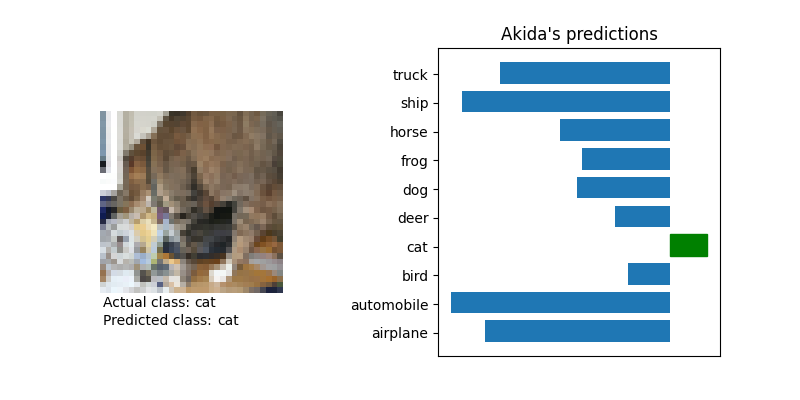 Akida's predictions
truck
ship
horse
frog
dog
deer
cat
bird
automobile
airplane
Actual class: cat
Predicted class: cat